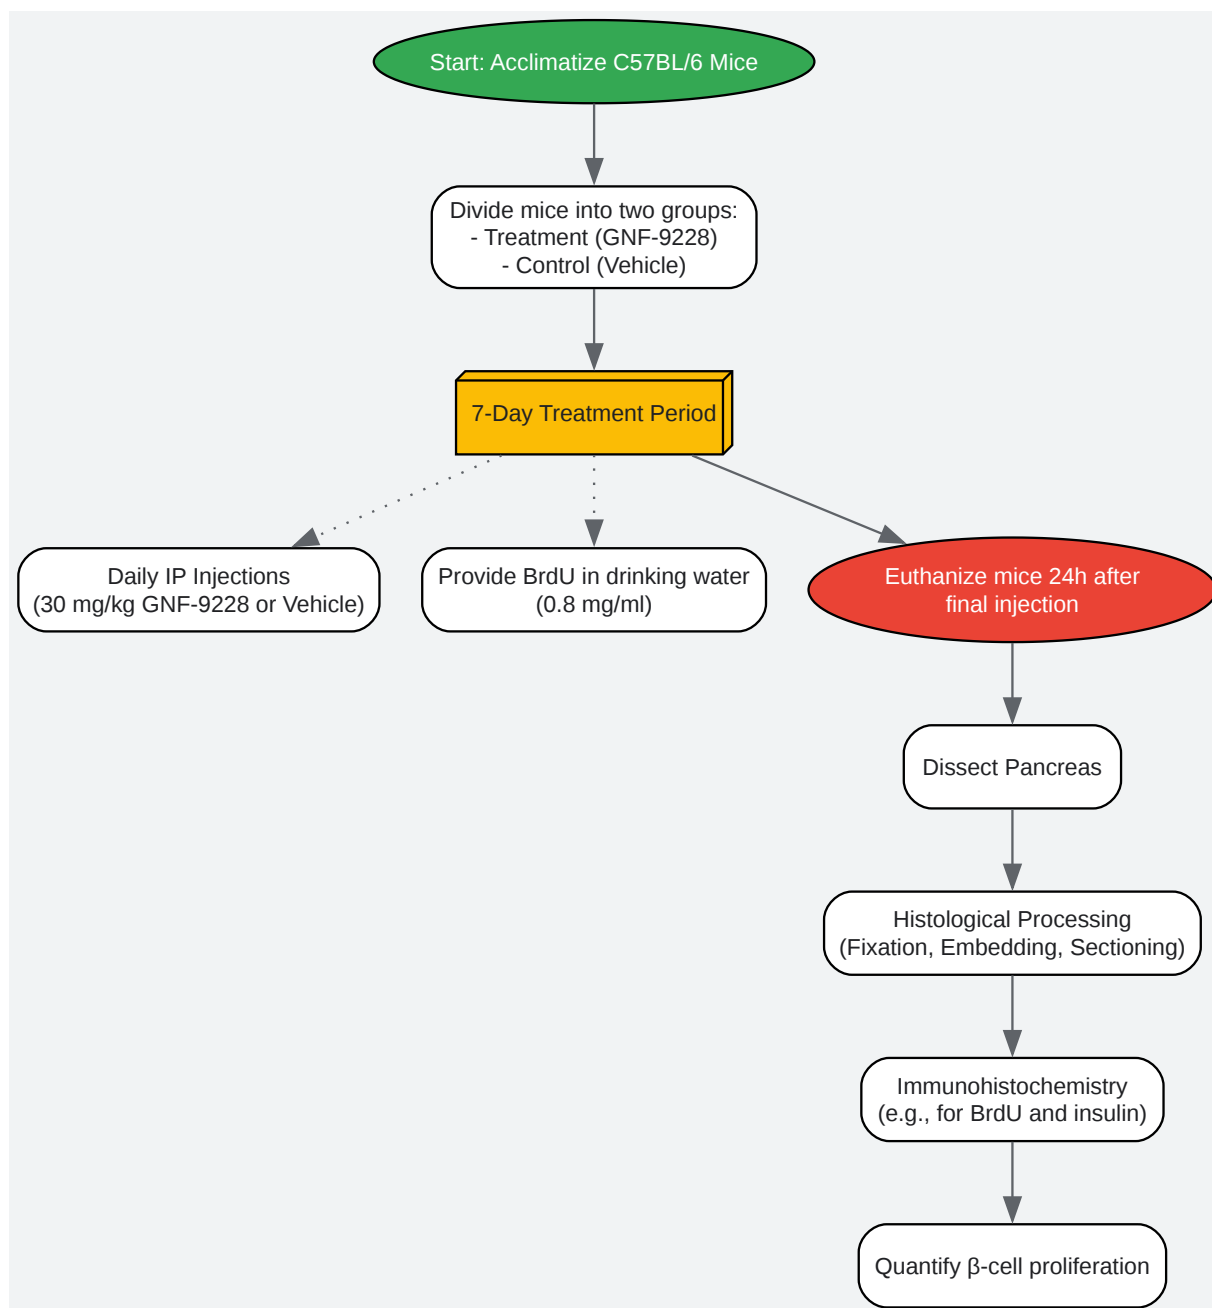 Start: Acclimatize C57BL/6 Mice
Divide mice into two groups:
- Treatment (GNF-9228)
- Control (Vehicle)
7-Day Treatment Period
Daily IP Injections
(30 mg/kg GNF-9228 or Vehicle)
Provide BrdU in drinking water
(0.8 mg/ml)
Euthanize mice 24h after
final injection
Dissect Pancreas
Histological Processing
(Fixation, Embedding, Sectioning)
Immunohistochemistry
(e.g., for BrdU and insulin)
Quantify β-cell proliferation